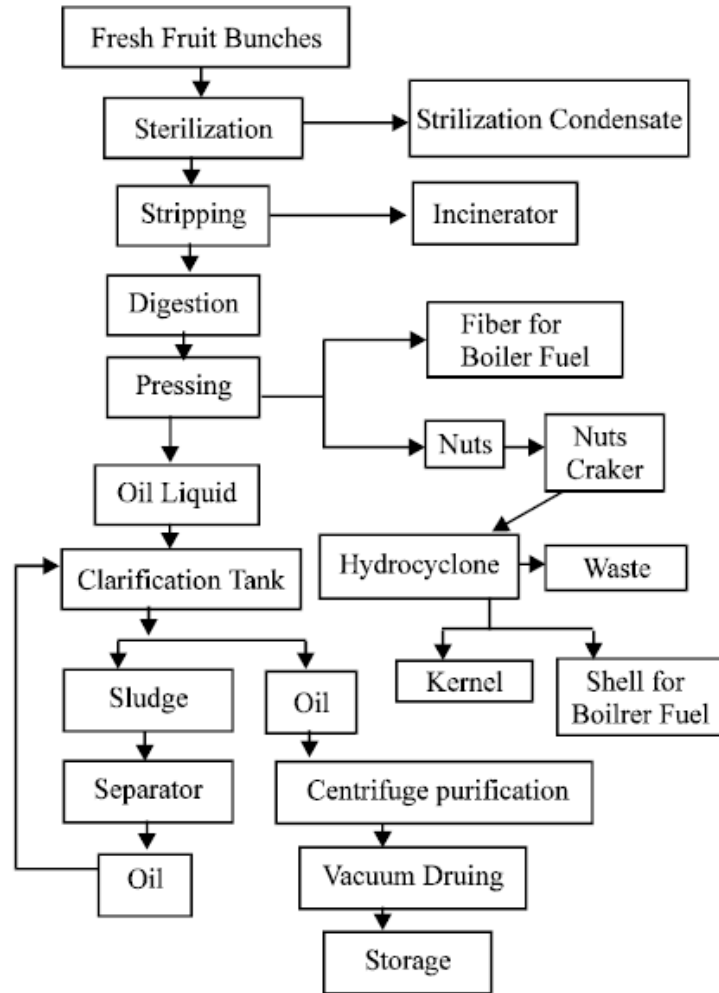 Fresh Fruit Bunches
Sterilization
Strilization Condensate
Stripping
Incinerator
Digestion
Fiber for
Boiler Fuel
Pressing
Nuts
Nuts
Craker
Oil Liquid
Hydrocyclone
Waste
Clarification Tank
Kernel
Shell for
Boilrer Fuel
Sludge
Oil
Separator
Centrifuge purification
Oil
Vacuum Druing
Storage